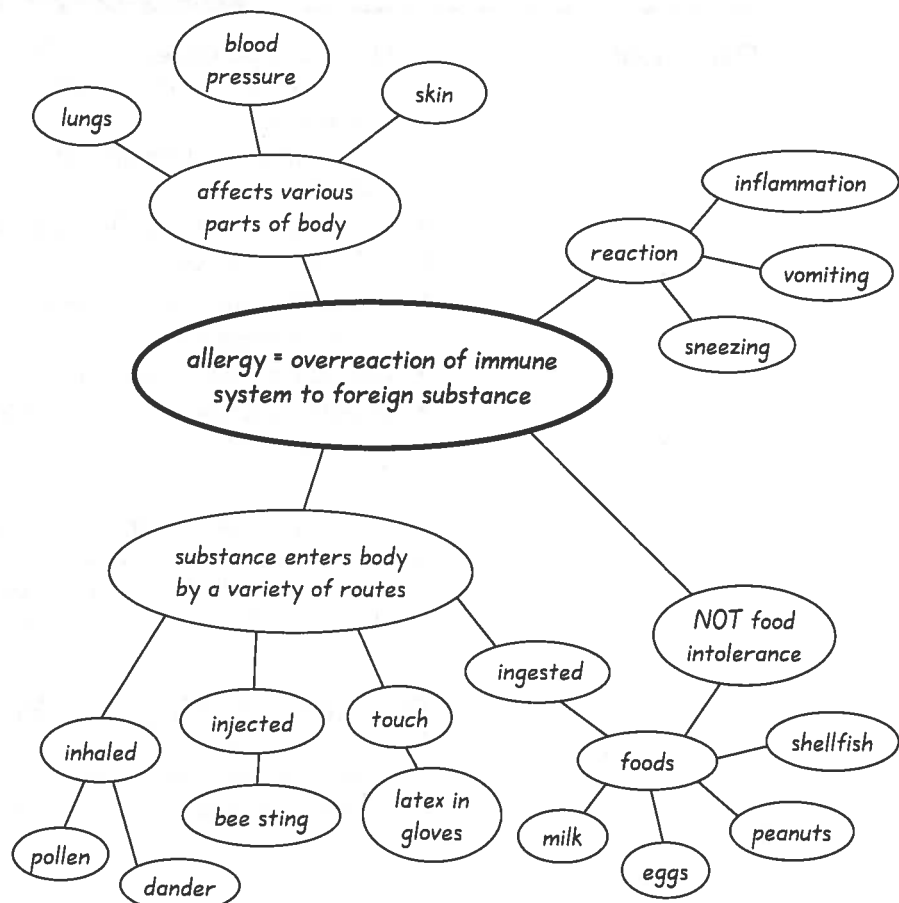 blood
pressure
skin
lungs
affects various
parts of body
inflammation
reaction
vomiting
sneezing
allergy = overreaction of immune
system to foreign substance
substance enters body
by a variety of routes
NOT food
intolerance
ingested
injected
touch
inhaled
foods
shellfish
bee sting
latex in
gloves
milk
peanuts
pollen
eggs
dander